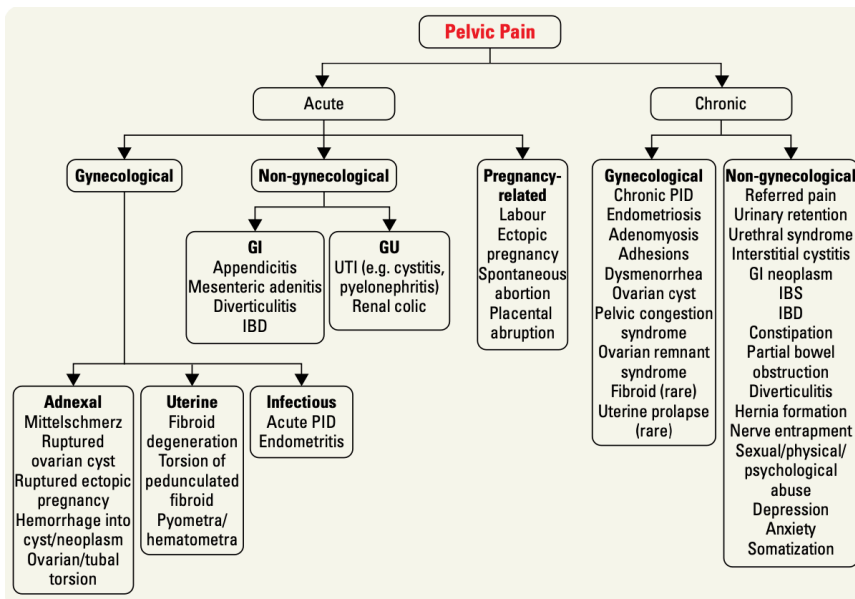 Pelvic Pain
Acute
Chronic
Gynecological
Non-gynecological
Pregnancy-
related
Labour
Ectopic
pregnancy
Spontaneous
abortion
Placental
abruption
Gynecological
Chronic PID
Endometriosis
Adenomyosis
Adhesions
Dysmenorrhea
Ovarian cyst
Pelvic congestion
syndrome
Ovarian remnant
syndrome
Fibroid (rare)
Uterine prolapse
(rare)
Non-gynecological
Referred pain
Urinary retention
Urethral syndrome
Interstitial cystitis
GI neoplasm
IBS
IBD
Constipation
Partial bowel
obstruction
Diverticulitis
Hernia formation
Nerve entrapment
Sexual/physical/
psychological
abuse
Depression
Anxiety
Somatization
GI
Appendicitis
Mesenteric adenitis
Diverticulitis
IBD
GU
UTI (e.g. cystitis,
pyelonephritis)
Renal colic
Adnexal
Mittelschmerz
Ruptured
ovarian cyst
Ruptured ectopic
pregnancy
Hemorrhage into
cyst/neoplasm
Ovarian/tubal
torsion
Uterine
Fibroid
degeneration
Torsion of
pedunculated
fibroid
Pyometra/
hematometra
Infectious
Acute PID
Endometritis